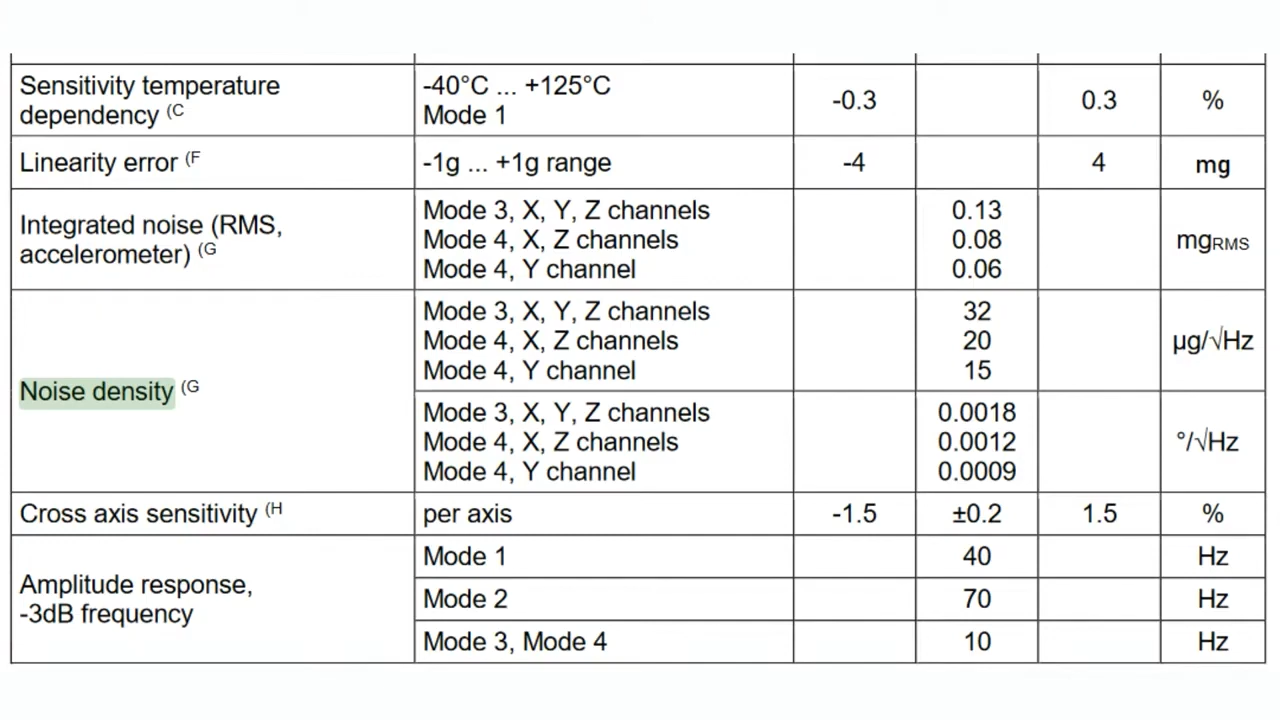 Sensitivity temperature
dependency (C
-40°C ... +125°C
Mode 1
-0.3
0.3
%
Linearity error (F
-1g ... +1g range
-4
4
mg
Integrated noise (RMS,
accelerometer) (G
Mode 3, X, Y, Z channels
Mode 4, X, Z channels
Mode 4, Y channel
0.13
0.08
0.06
mgRMS
Noise density (G
Mode 3, X, Y, Z channels
Mode 4, X, Z channels
Mode 4, Y channel
32
20
15
µg/√Hz
Mode 3, X, Y, Z channels
Mode 4, X, Z channels
Mode 4, Y channel
0.0018
0.0012
0.0009
°/√Hz
Cross axis sensitivity (H
per axis
-1.5
±0.2
1.5
%
Amplitude response,
-3dB frequency
Mode 1
40
Hz
Mode 2
70
Hz
Mode 3, Mode 4
10
Hz